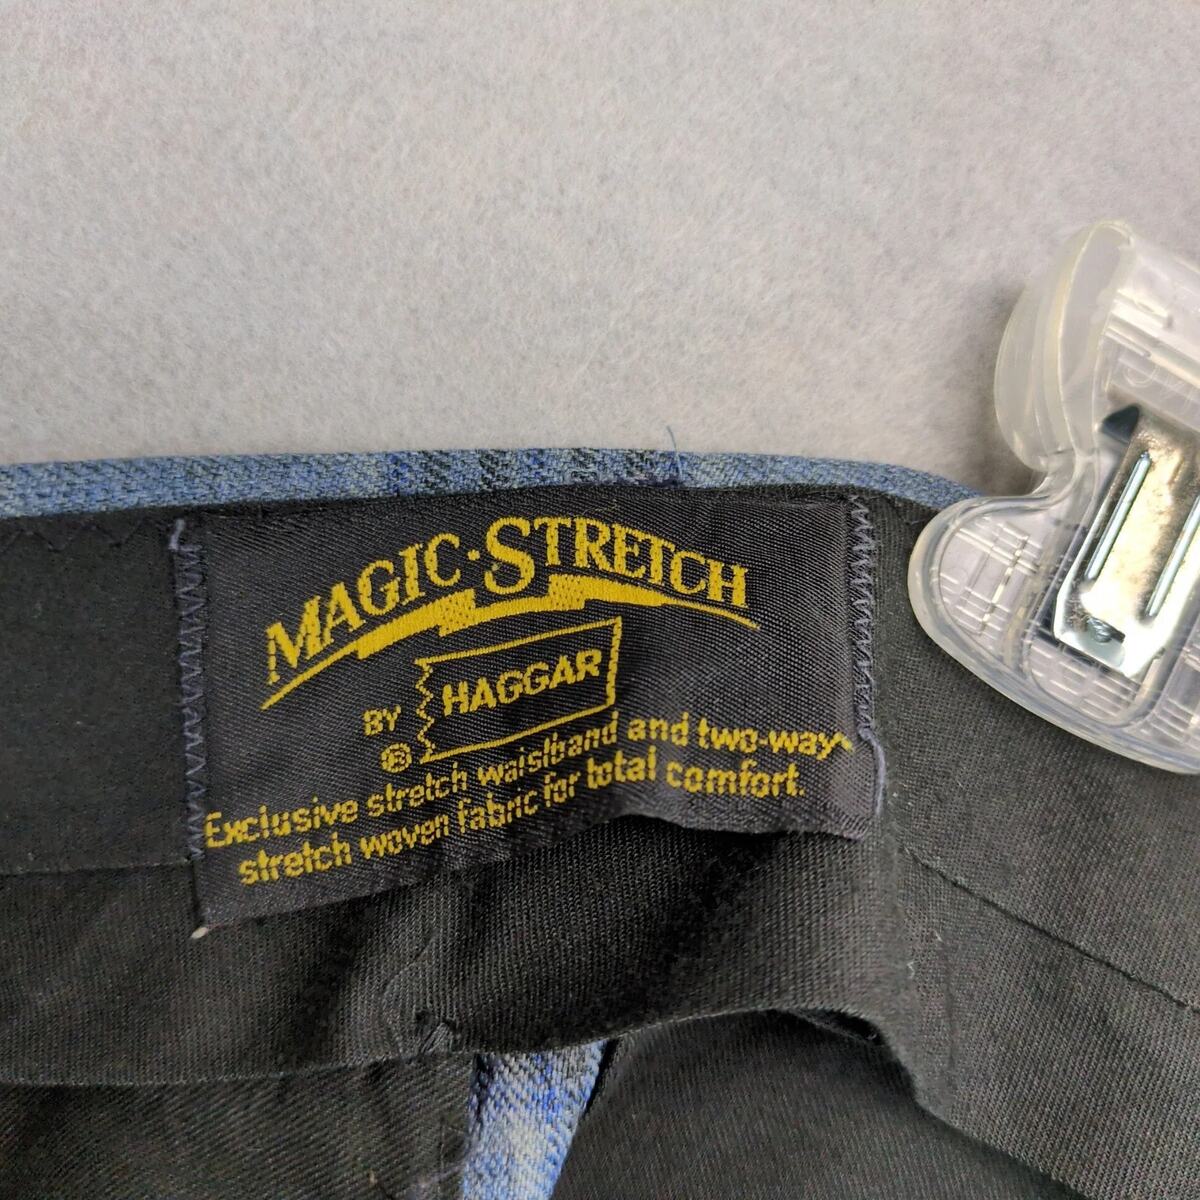 MAGIC·STRETCH
BY HAGGAR
®
Exclusive stretch waistband and two-way
stretch woven fabric for total comfort.